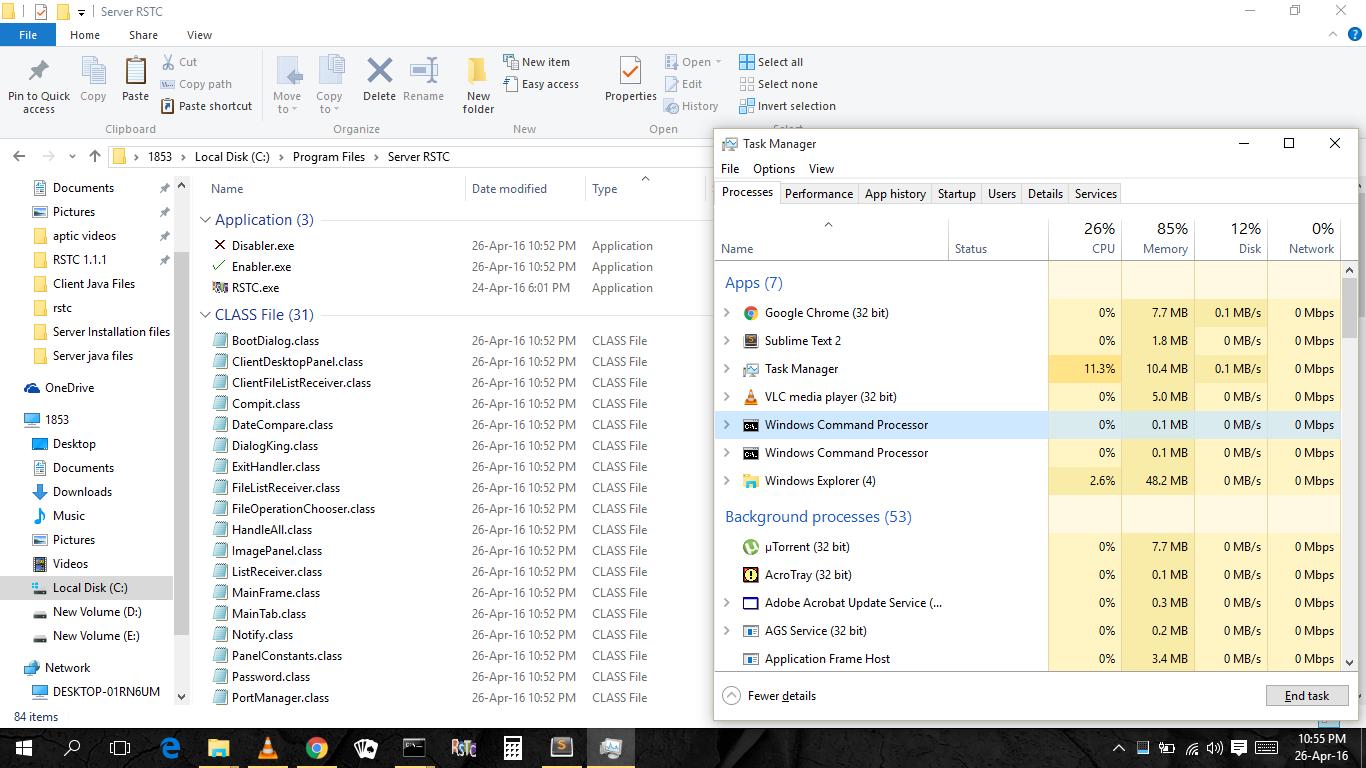 Server RSTC
File Home Share View
Pin to Quick access
Copy
Paste
Cut
Copy path
Paste shortcut
Clipboard
Move to
Copy to
Delete
Rename
Organize
New folder
New item
Easy access
New
Properties
Open
Edit
History
Open
Select all
Select none
Invert selection
Select
1853 > Local Disk (C:) > Program Files > Server RSTC
Documents
Pictures
aptic videos
RSTC 1.1.1
Client Java Files
rstc
Server Installation files
Server java files
OneDrive
1853
Desktop
Documents
Downloads
Music
Pictures
Videos
Local Disk (C:)
New Volume (D:)
New Volume (E:)
Network
DESKTOP-01RN6UM
84 items
Name Date modified Type
Application (3)
Disabler.exe 26-Apr-16 10:52 PM Application
Enabler.exe 26-Apr-16 10:52 PM Application
RSTC.exe 24-Apr-16 6:01 PM Application
CLASS File (31)
BootDialog.class 26-Apr-16 10:52 PM CLASS File
ClientDesktopPanel.class 26-Apr-16 10:52 PM CLASS File
ClientFileListReceiver.class 26-Apr-16 10:52 PM CLASS File
Compit.class 26-Apr-16 10:52 PM CLASS File
DateCompare.class 26-Apr-16 10:52 PM CLASS File
DialogKing.class 26-Apr-16 10:52 PM CLASS File
ExitHandler.class 26-Apr-16 10:52 PM CLASS File
FileListReceiver.class 26-Apr-16 10:52 PM CLASS File
FileOperationChooser.class 26-Apr-16 10:52 PM CLASS File
HandleAll.class 26-Apr-16 10:52 PM CLASS File
ImagePanel.class 26-Apr-16 10:52 PM CLASS File
ListReceiver.class 26-Apr-16 10:52 PM CLASS File
MainFrame.class 26-Apr-16 10:52 PM CLASS File
MainTab.class 26-Apr-16 10:52 PM CLASS File
Notify.class 26-Apr-16 10:52 PM CLASS File
PanelConstants.class 26-Apr-16 10:52 PM CLASS File
Password.class 26-Apr-16 10:52 PM CLASS File
PortManager.class 26-Apr-16 10:52 PM CLASS File
Task Manager
File Options View
Processes Performance App history Startup Users Details Services
26% 85% 12% 0%
Name Status CPU Memory Disk Network
Apps (7)
Google Chrome (32 bit) 0% 7.7 MB 0.1 MB/s 0 Mbps
Sublime Text 2 0% 1.8 MB 0 MB/s 0 Mbps
Task Manager 11.3% 10.4 MB 0.1 MB/s 0 Mbps
VLC media player (32 bit) 0% 5.0 MB 0 MB/s 0 Mbps
Windows Command Processor 0% 0.1 MB 0 MB/s 0 Mbps
Windows Command Processor 0% 0.1 MB 0 MB/s 0 Mbps
Windows Explorer (4) 2.6% 48.2 MB 0 MB/s 0 Mbps
Background processes (53)
µTorrent (32 bit) 0% 7.7 MB 0 MB/s 0 Mbps
AcroTray (32 bit) 0% 0.1 MB 0 MB/s 0 Mbps
Adobe Acrobat Update Service (... 0% 0.3 MB 0 MB/s 0 Mbps
AGS Service (32 bit) 0% 0.2 MB 0 MB/s 0 Mbps
Application Frame Host 0% 3.4 MB 0 MB/s 0 Mbps
Fewer details
End task
RSTC
10:55 PM
26-Apr-16